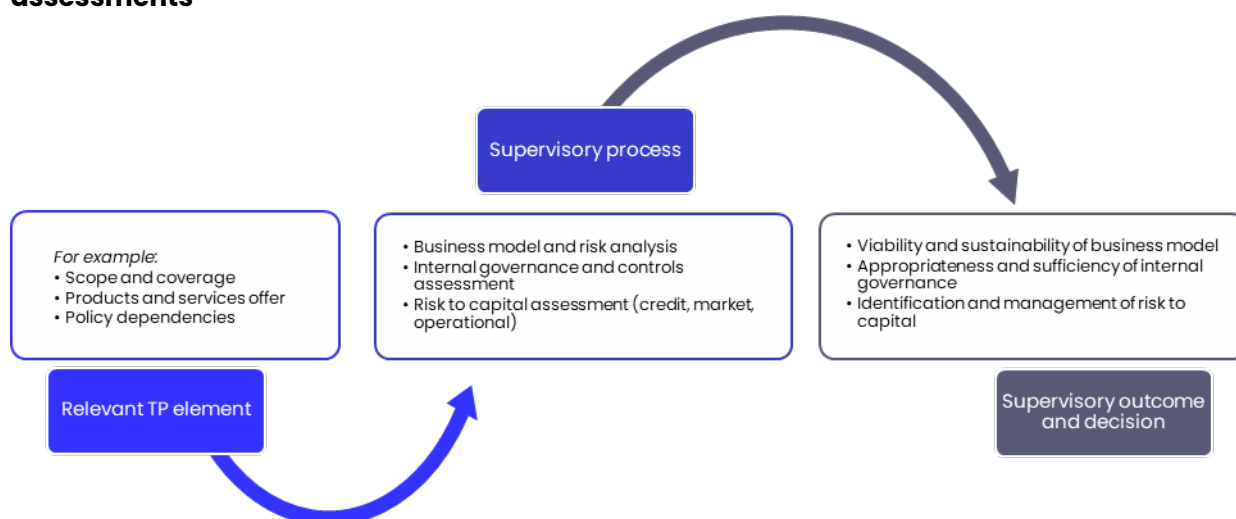 assessments
Supervisory process
For example:
• Scope and coverage
• Products and services offer
• Policy dependencies
Relevant TP element
• Business model and risk analysis
• Internal governance and controls
assessment
• Risk to capital assessment (credit, market,
operational)
• Viability and sustainability of business model
• Appropriateness and sufficiency of internal
governance
• Identification and management of risk to
capital
Supervisory outcome
and decision